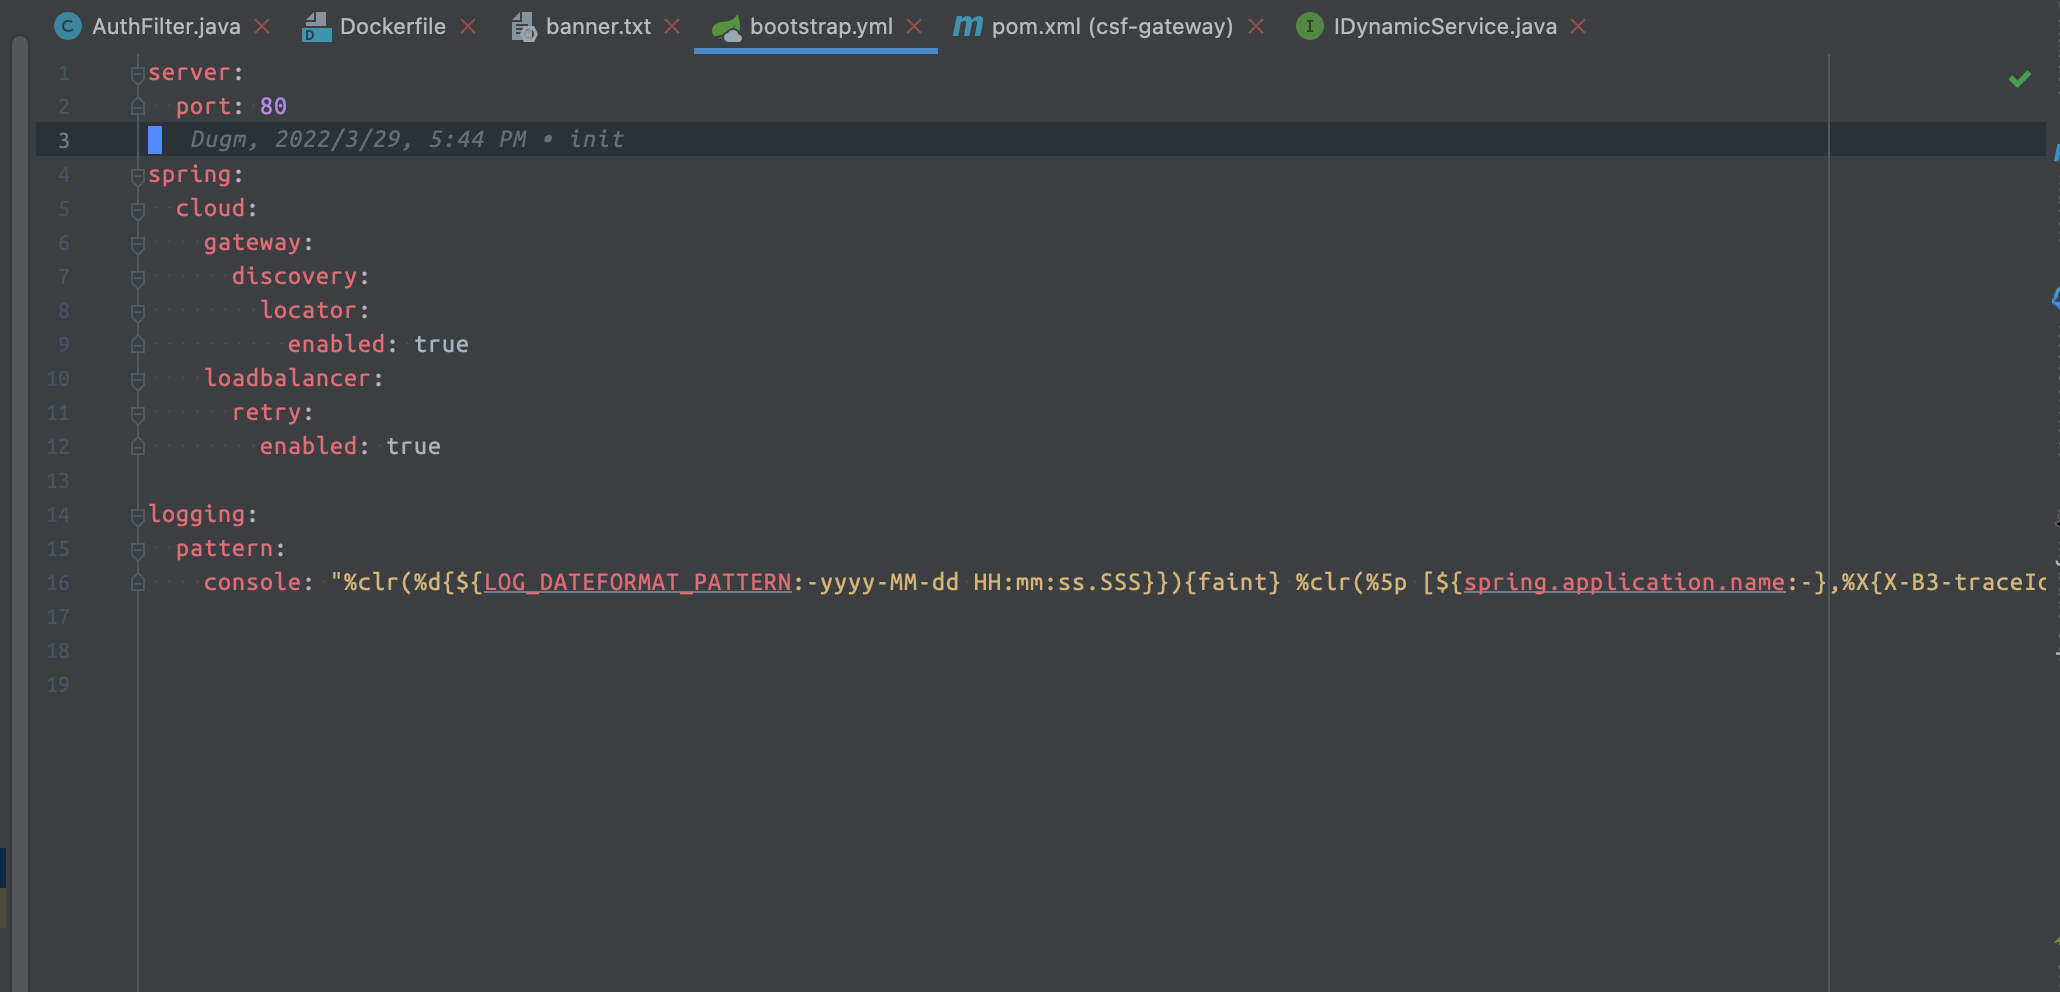 AuthFilter.java Dockerfile banner.txt bootstrap.yml pom.xml (csf-gateway) IDynamicService.java
1 server:
2 port: 80
3 Dugm, 2022/3/29, 5:44 PM • init
4 spring:
5 cloud:
6 gateway:
7 discovery:
8 locator:
9 enabled: true
10 loadbalancer:
11 retry:
12 enabled: true
13
14 logging:
15 pattern:
16 console: "%clr(%d{${LOG_DATEFORMAT_PATTERN:-yyyy-MM-dd HH:mm:ss.SSS}}){faint} %clr(%5p [${spring.application.name:-},%X{X-B3-traceId
17
18
19